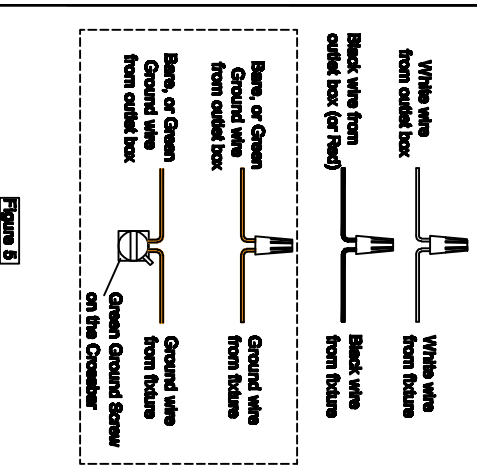 White wire
from outlet box
White wire
from fixture
Black wire from
outlet box (or Red)
Black wire
from fixture
Bare, or Green
Ground wire
from outlet box
Ground wire
from fixture
Bare, or Green
Ground wire
from outlet box
Ground wire
from fixture
Green Ground Screw
on the Crossbar
Figure 5